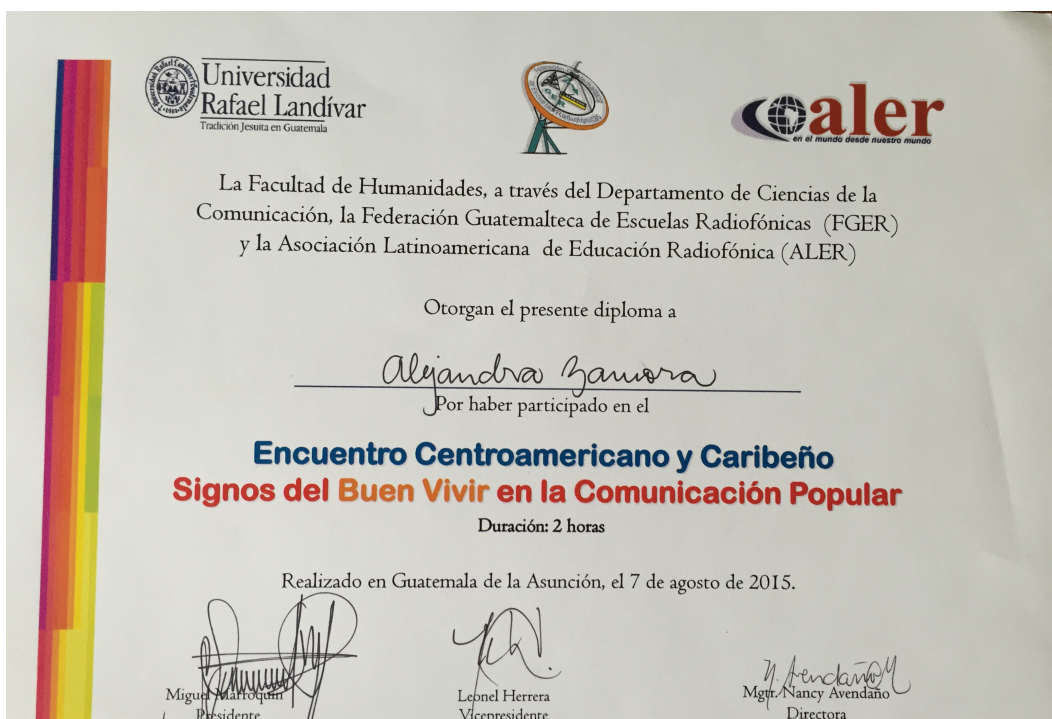 Universidad
Rafael Landívar
Tradición Jesuita en Guatemala
aler
en el mundo desde nuestro mundo
La Facultad de Humanidades, a través del Departamento de Ciencias de la
Comunicación, la Federación Guatemalteca de Escuelas Radiofónicas (FGER)
y la Asociación Latinoamericana de Educación Radiofónica (ALER)
Otorgan el presente diploma a
Alejandra Zamora
Por haber participado en el
Encuentro Centroamericano y Caribeño
Signos del Buen Vivir en la Comunicación Popular
Duración: 2 horas
Realizado en Guatemala de la Asunción, el 7 de agosto de 2015.
Miguel Marroquín Leonel Herrera Mgtr. Nancy Avendaño
Presidente Vicepresidente Directora